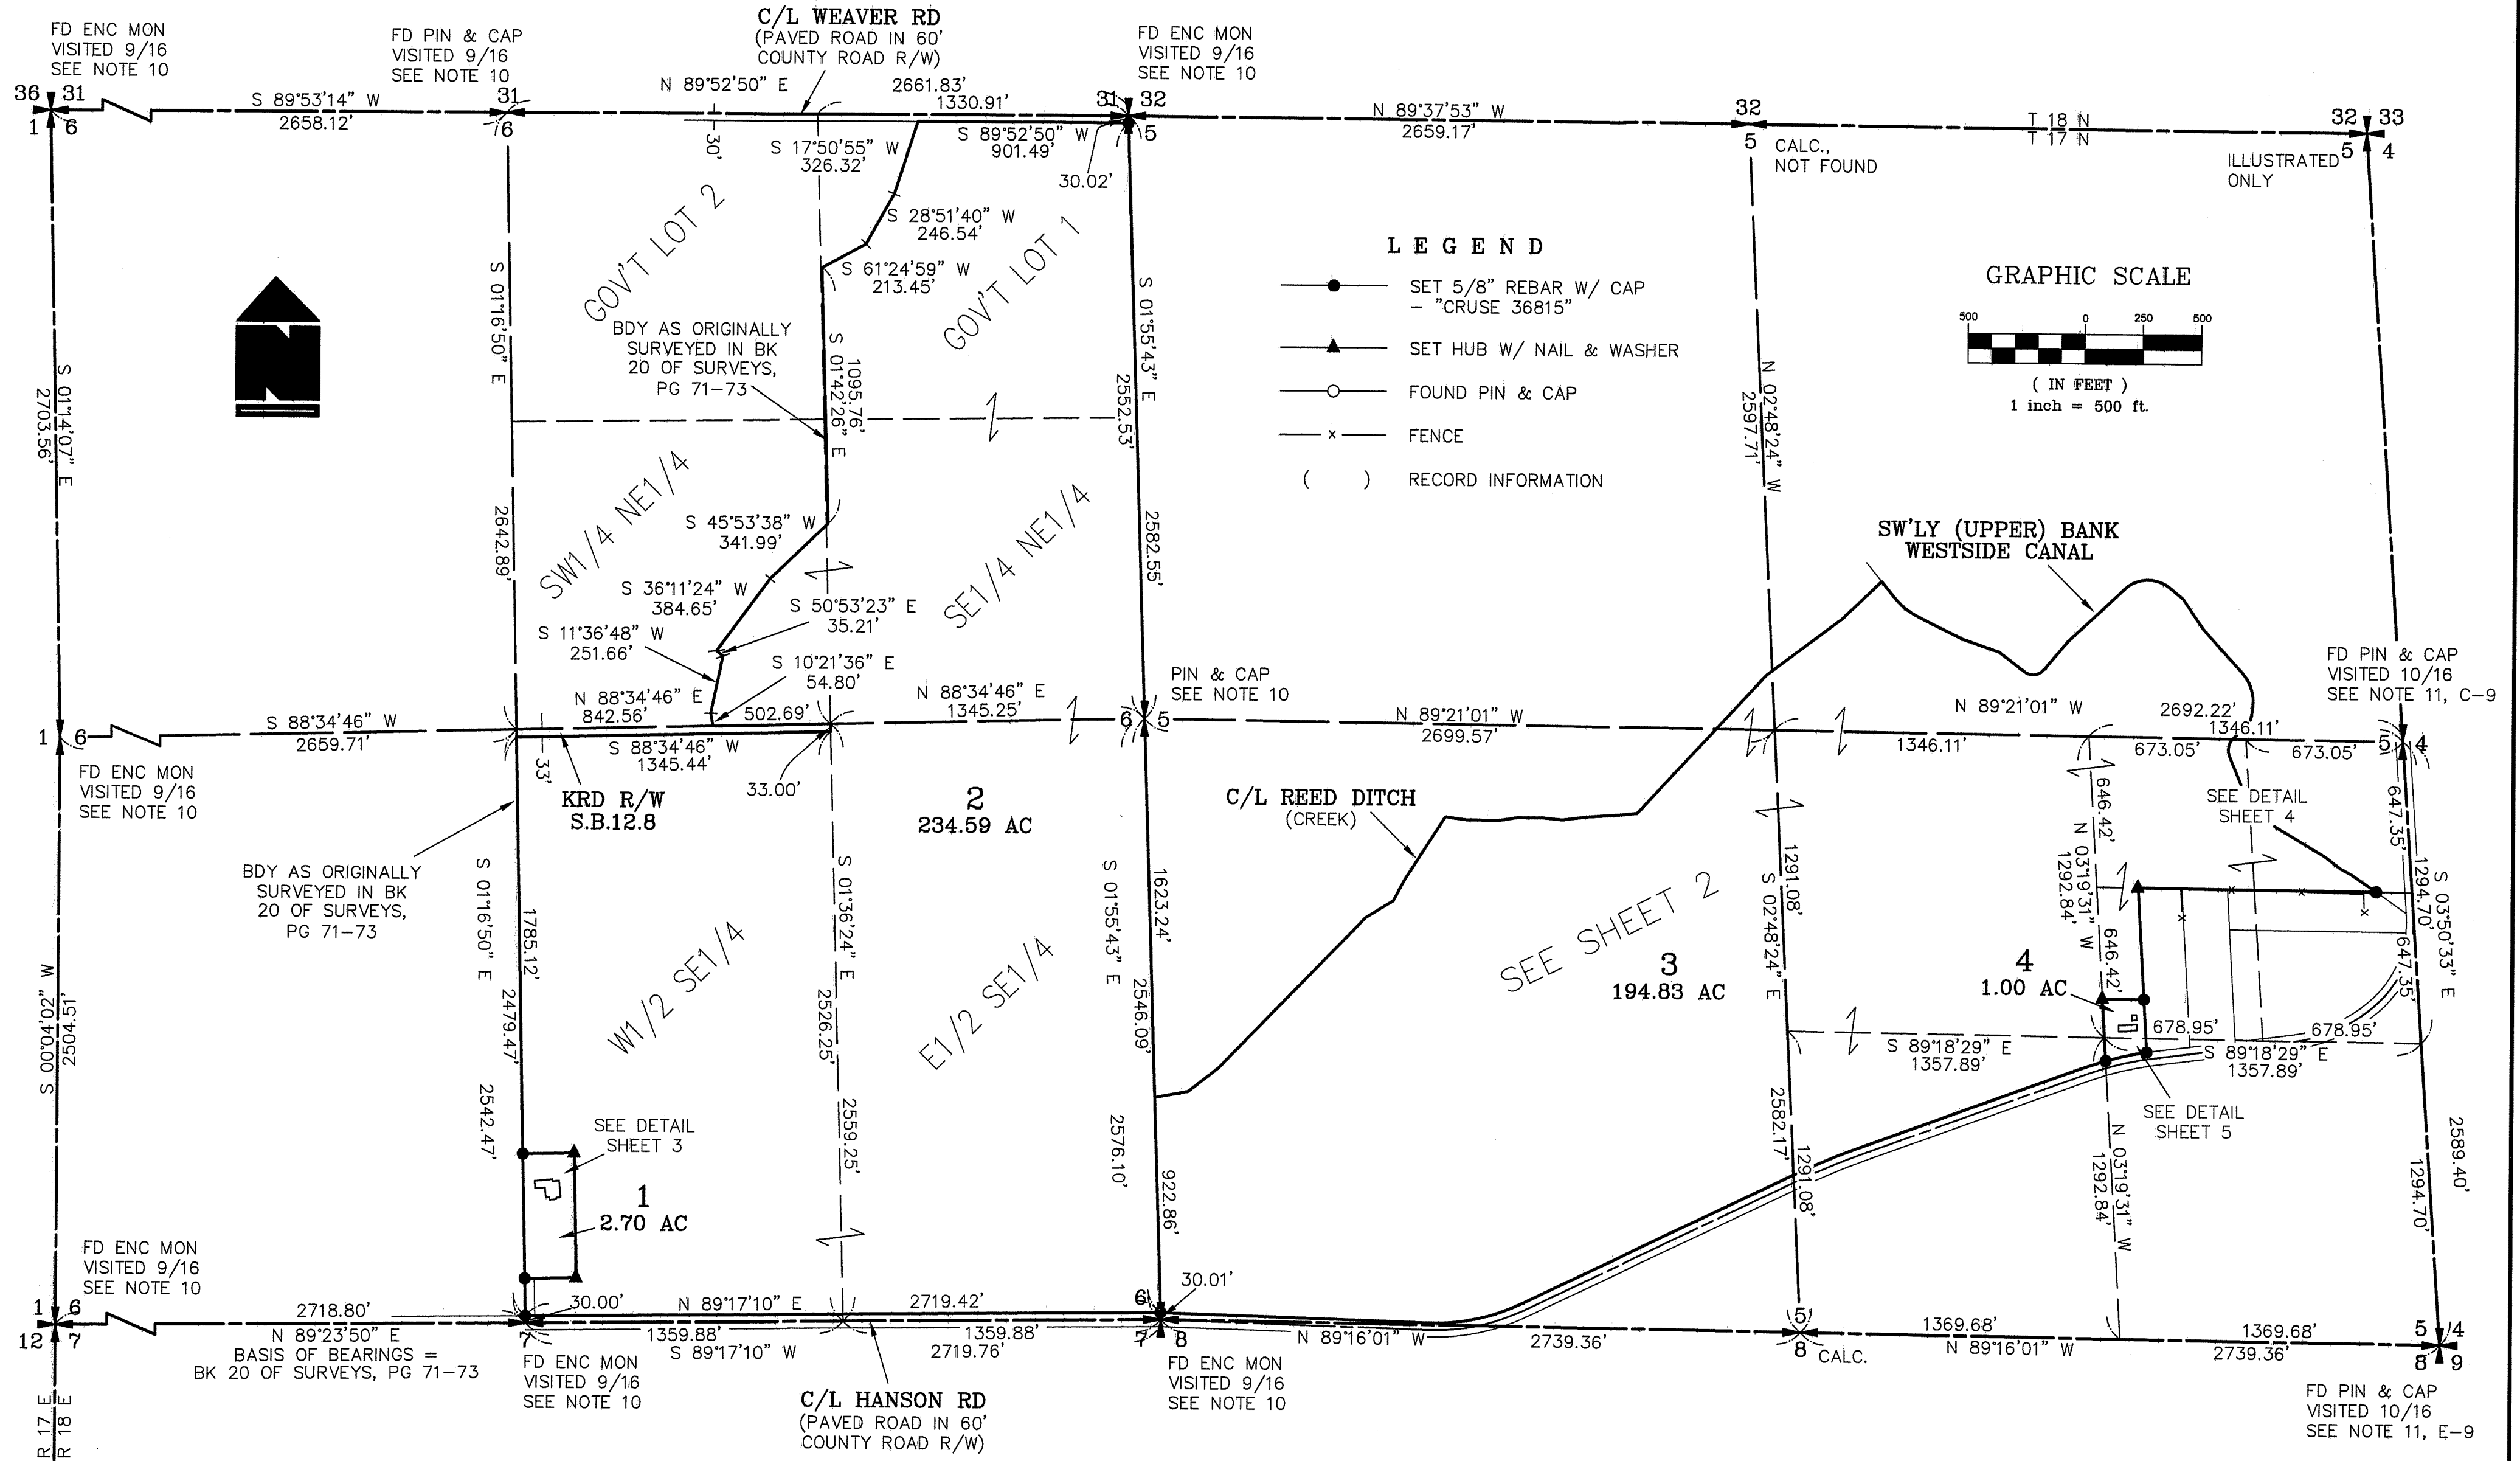 FD ENC MON
VISITED 9/16
SEE NOTE 10
FD PIN & CAP
VISITED 9/16
SEE NOTE 10
C/L WEAVER RD
(PAVED ROAD IN 60'
COUNTY ROAD R/W)
FD ENC MON
VISITED 9/16
SEE NOTE 10
36 31
1 6
S 89°53'14" W
2658.12'
31
6
N 89°52'50" E 2661.83'
1330.91'
31 32
5
N 89°37'53" W
2659.17'
32
5
CALC.,
NOT FOUND
T 18 N
T 17 N
32 33
5 4
ILLUSTRATED
ONLY
30'
S 17°50'55" W
326.32'
S 89°52'50" W
901.49'
30.02'
S 28°51'40" W
246.54'
S 61°24'59" W
213.45'
GOV'T LOT 2
GOV'T LOT 1
BDY AS ORIGINALLY
SURVEYED IN BK
20 OF SURVEYS,
PG 71-73
S 01°16'50" E
2642.89'
1095.76'
S 01°42'26" E
S 01°55'43" E
2552.53'
2582.55'
S 01°14'07" E
2703.56'
N
LEGEND
SET 5/8" REBAR W/ CAP
- "CRUSE 36815"
SET HUB W/ NAIL & WASHER
FOUND PIN & CAP
x FENCE
( ) RECORD INFORMATION
N 02°48'24" W
2597.71'
GRAPHIC SCALE
500 0 250 500
( IN FEET )
1 inch = 500 ft.
SW1/4 NE1/4
SE1/4 NE1/4
S 45°53'38" W
341.99'
S 36°11'24" W
384.65'
S 50°53'23" E
35.21'
S 11°36'48" W
251.66'
S 10°21'36" E
54.80'
SW'LY (UPPER) BANK
WESTSIDE CANAL
1 6
S 88°34'46" W
2659.71'
N 88°34'46" E
842.56'
502.69'
N 88°34'46" E
1345.25'
S 88°34'46" W
1345.44'
33'
33.00'
KRD R/W
S.B.12.8
6 5
PIN & CAP
SEE NOTE 10
N 89°21'01" W
2699.57'
N 89°21'01" W 2692.22'
1346.11'
1346.11'
673.05'
673.05'
5 4
FD PIN & CAP
VISITED 10/16
SEE NOTE 11, C-9
FD ENC MON
VISITED 9/16
SEE NOTE 10
2
234.59 AC
C/L REED DITCH
(CREEK)
SEE DETAIL
SHEET 4
BDY AS ORIGINALLY
SURVEYED IN BK
20 OF SURVEYS,
PG 71-73
S 00°04'02" W
2504.51'
S 01°16'50" E
1785.12'
2479.47'
2542.47'
W1/2 SE1/4
S 01°36'24" E
2526.25'
2559.25'
E1/2 SE1/4
S 01°55'43" E
1623.24'
2546.09'
2576.10'
922.86'
SEE SHEET 2
3
194.83 AC
1291.08'
S 02°48'24" E
2582.17'
1291.08'
646.42'
N 03°19'31" W
1292.84'
646.42'
4
1.00 AC
647.35'
1294.70'
S 03°50'33" E
647.35'
S 89°18'29" E
1357.89'
678.95'
678.95'
S 89°18'29" E
1357.89'
SEE DETAIL
SHEET 5
N 03°19'31" W
1292.84'
2589.40'
1294.70'
SEE DETAIL
SHEET 3
1
2.70 AC
FD ENC MON
VISITED 9/16
SEE NOTE 10
1 6
12 7
2718.80'
N 89°23'50" E
BASIS OF BEARINGS =
BK 20 OF SURVEYS, PG 71-73
7
30.00'
N 89°17'10" E 2719.42'
1359.88'
1359.88'
S 89°17'10" W 2719.76'
6
7 8
30.01'
N 89°16'01" W 2739.36'
5
8 CALC.
1369.68'
1369.68'
N 89°16'01" W 2739.36'
5 4
8 9
FD ENC MON
VISITED 9/16
SEE NOTE 10
C/L HANSON RD
(PAVED ROAD IN 60'
COUNTY ROAD R/W)
FD ENC MON
VISITED 9/16
SEE NOTE 10
FD PIN & CAP
VISITED 10/16
SEE NOTE 11, E-9
R 17 E
R 18 E